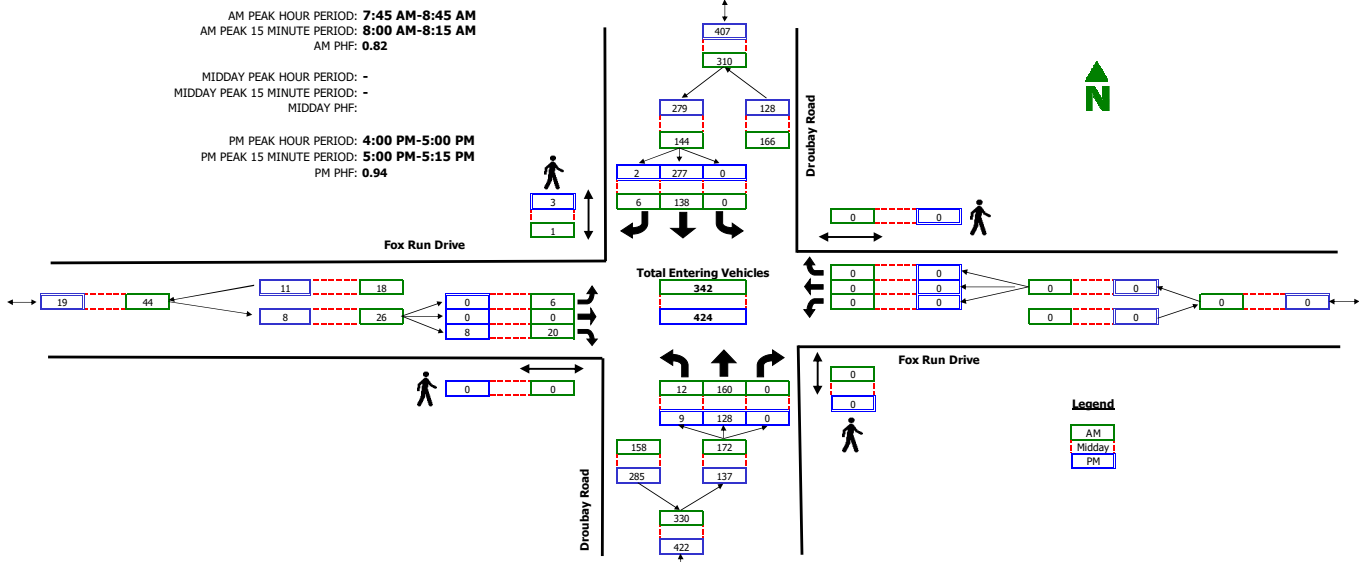 AM PEAK HOUR PERIOD: 7:45 AM-8:45 AM
AM PEAK 15 MINUTE PERIOD: 8:00 AM-8:15 AM
AM PHF: 0.82
MIDDAY PEAK HOUR PERIOD: -
MIDDAY PEAK 15 MINUTE PERIOD: -
MIDDAY PHF:
PM PEAK HOUR PERIOD: 4:00 PM-5:00 PM
PM PEAK 15 MINUTE PERIOD: 5:00 PM-5:15 PM
PM PHF: 0.94
407
310
279 128
144 166
2 277 0
6 138 0
Droubay Road
N
3
1
Fox Run Drive
0 0
Total Entering Vehicles
342
424
19 44
11 18
8 26
0 6
0 0
8 20
0 0
0 0
0 0
0 0
0 0
0 0
Fox Run Drive
0 0
0
0
12 160 0
9 128 0
158 172
285 137
330
422
Droubay Road
Legend
AM
Midday
PM